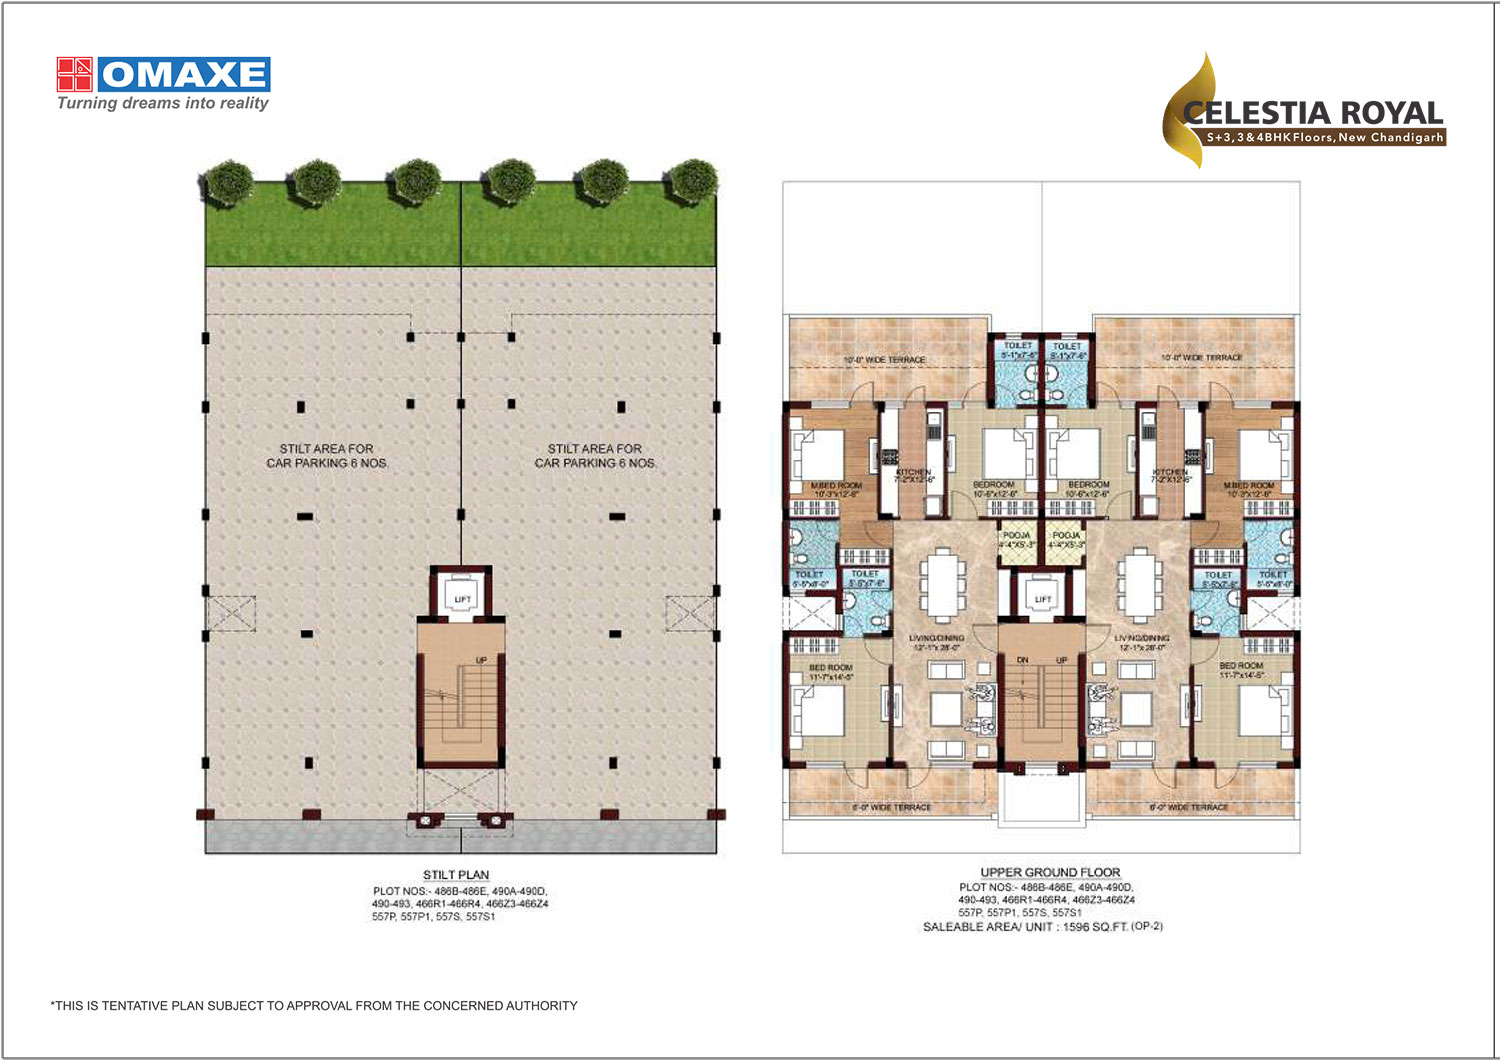 OMAXE
Turning dreams into reality
CELESTIA ROYAL
S+3, 3 & 4BHK Floors, New Chandigarh
STILT AREA FOR
CAR PARKING 6 NOS.
STILT AREA FOR
CAR PARKING 6 NOS.
LIFT
UP
STILT PLAN
PLOT NOS:- 486B-486E, 490A-490D,
490-493, 466R1-466R4, 466Z3-466Z4
557P, 557P1, 557S, 557S1
10'-0" WIDE TERRACE
TOILET
5'-1"x7'-6"
TOILET
5'-1"x7'-6"
10'-0" WIDE TERRACE
M.BED ROOM
10'-3"x12'-6"
KITCHEN
7'-2"X12'-6"
BEDROOM
10'-6"x12'-6"
BEDROOM
10'-6"x12'-6"
KITCHEN
7'-2"X12'-6"
M.BED ROOM
10'-3"x12'-6"
POOJA
4'-4"X5'-3"
POOJA
4'-4"X5'-3"
TOILET
5'-5"x8'-0"
TOILET
5'-5"x7'-6"
LIFT
TOILET
5'-5"x7'-6"
TOILET
5'-5"x8'-0"
LIVING/DINING
12'-1"x 28'-0"
LIVING/DINING
12'-1"x 28'-0"
BED ROOM
11'-7"x14'-5"
DN
UP
BED ROOM
11'-7"x14'-5"
6'-0" WIDE TERRACE
6'-0" WIDE TERRACE
UPPER GROUND FLOOR
PLOT NOS:- 486B-486E, 490A-490D,
490-493, 466R1-466R4, 466Z3-466Z4
557P, 557P1, 557S, 557S1
SALEABLE AREA/ UNIT : 1596 SQ.FT. (OP-2)
*THIS IS TENTATIVE PLAN SUBJECT TO APPROVAL FROM THE CONCERNED AUTHORITY